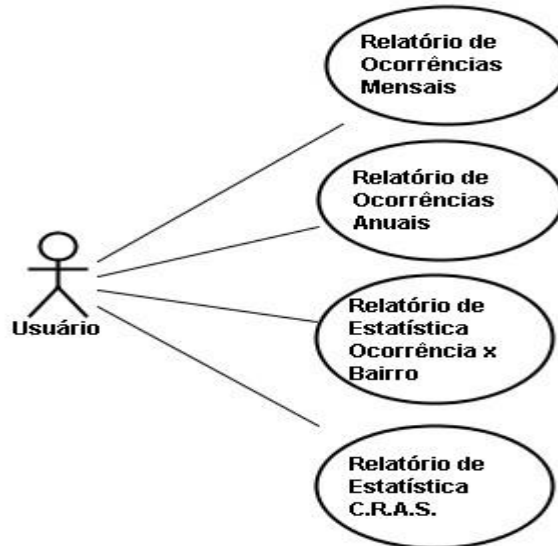 Relatório de
Ocorrências
Mensais
Relatório de
Ocorrências
Anuais
Usuário
Relatório de
Estatística
Ocorrência x
Bairro
Relatório de
Estatística
C.R.A.S.